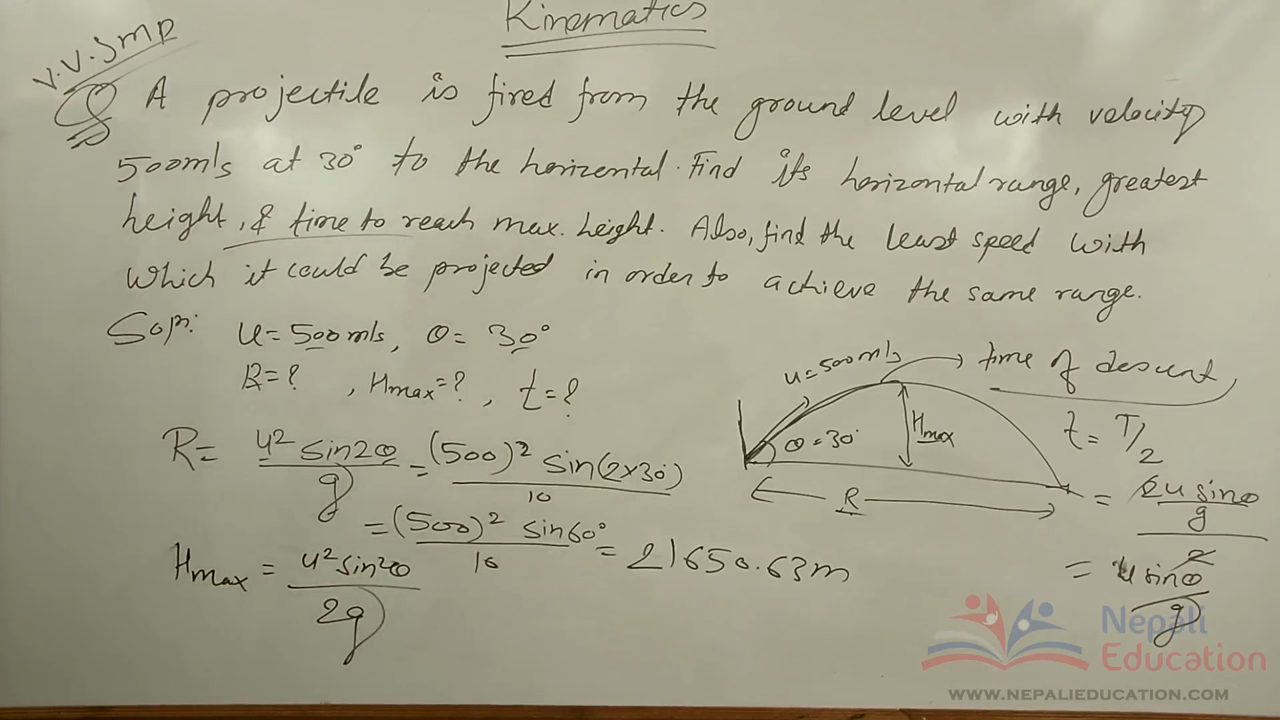 Kinematics
V.V.Imp
Q A projectile is fired from the ground level with velocity
500m/s at 30° to the horizental. Find its horizontal range, greatest
height, & time to reach max. height. Also, find the least speed with
which it could be projected in order to achieve the same range.
Sol^n: u = 500m/s, θ = 30°
R = ? , Hmax = ? , t = ?
R = u² sin2θ / g = (500)² sin(2×30) / 10
= (500)² sin60° / 10 = 21650.63m
Hmax = u² sin²θ / 2g
u = 500m/s
θ = 30°
Hmax
R
time of descent,
t = T/2
= 2u sinθ / g
2
= u sinθ / g
Nepali
Education
WWW.NEPALIEDUCATION.COM